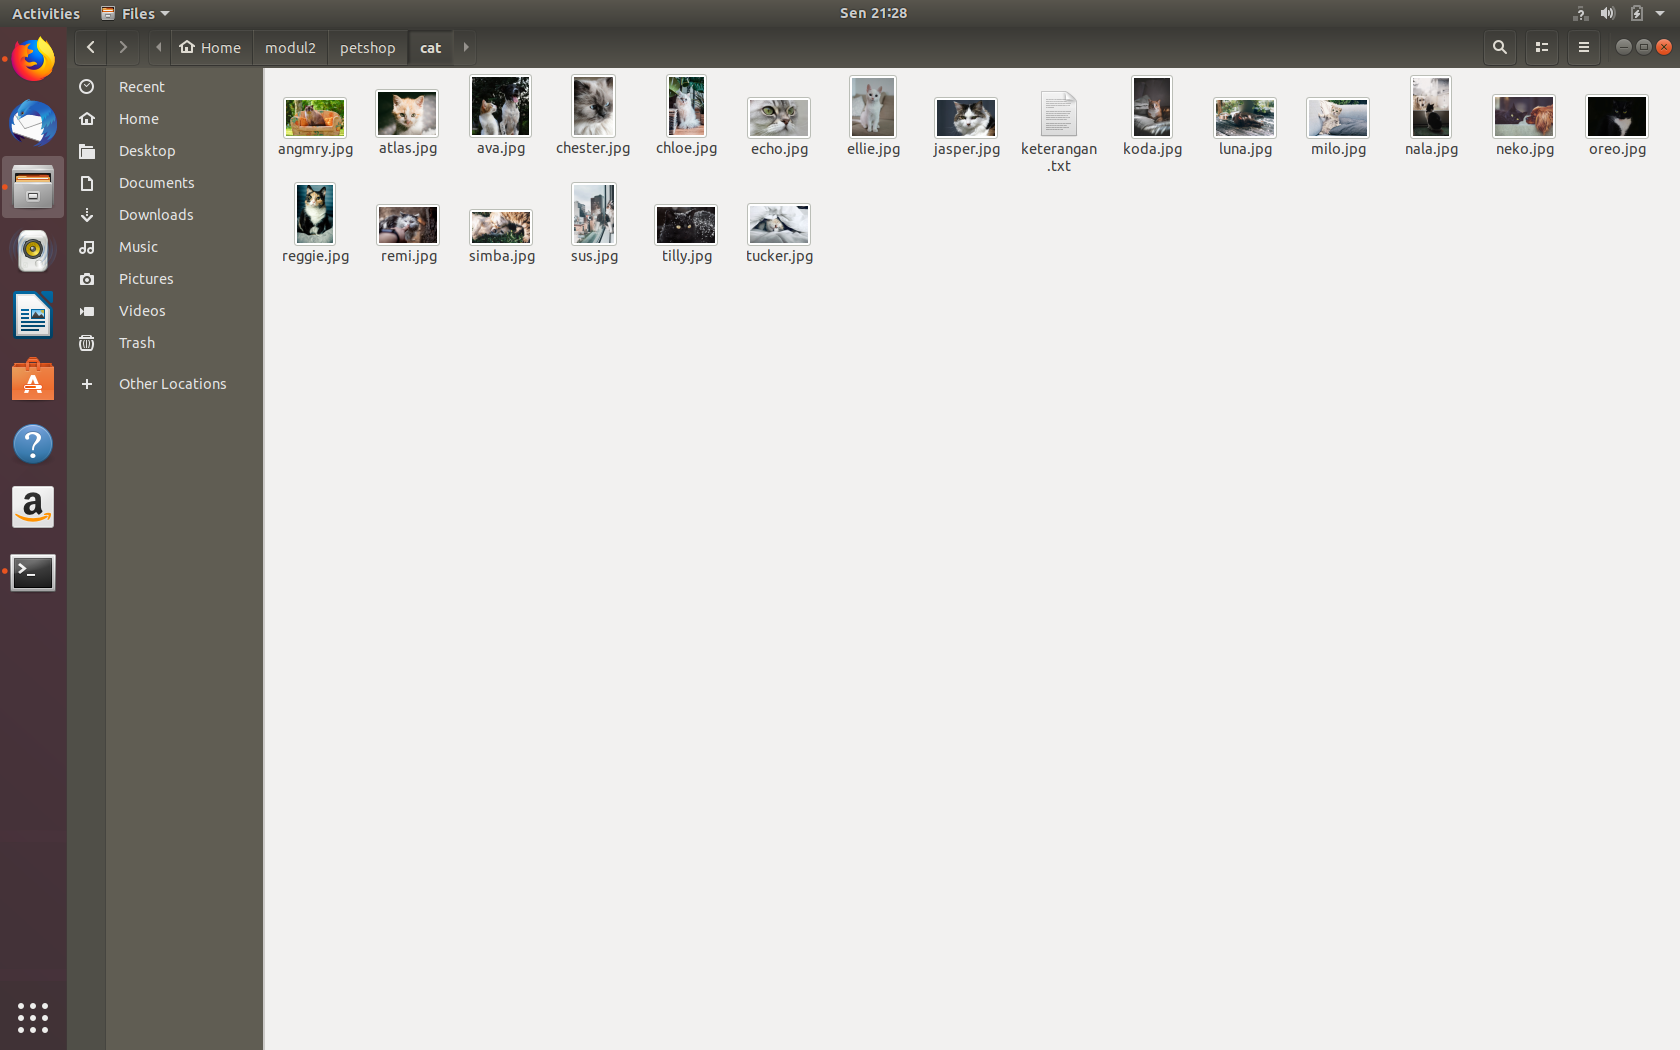 Activities
Files
Sen 21:28
Home
modul2
petshop
cat
Recent
Home
Desktop
Documents
Downloads
Music
Pictures
Videos
Trash
Other Locations
angmry.jpg
atlas.jpg
ava.jpg
chester.jpg
chloe.jpg
echo.jpg
ellie.jpg
jasper.jpg
keterangan
.txt
koda.jpg
luna.jpg
milo.jpg
nala.jpg
neko.jpg
oreo.jpg
reggie.jpg
remi.jpg
simba.jpg
sus.jpg
tilly.jpg
tucker.jpg